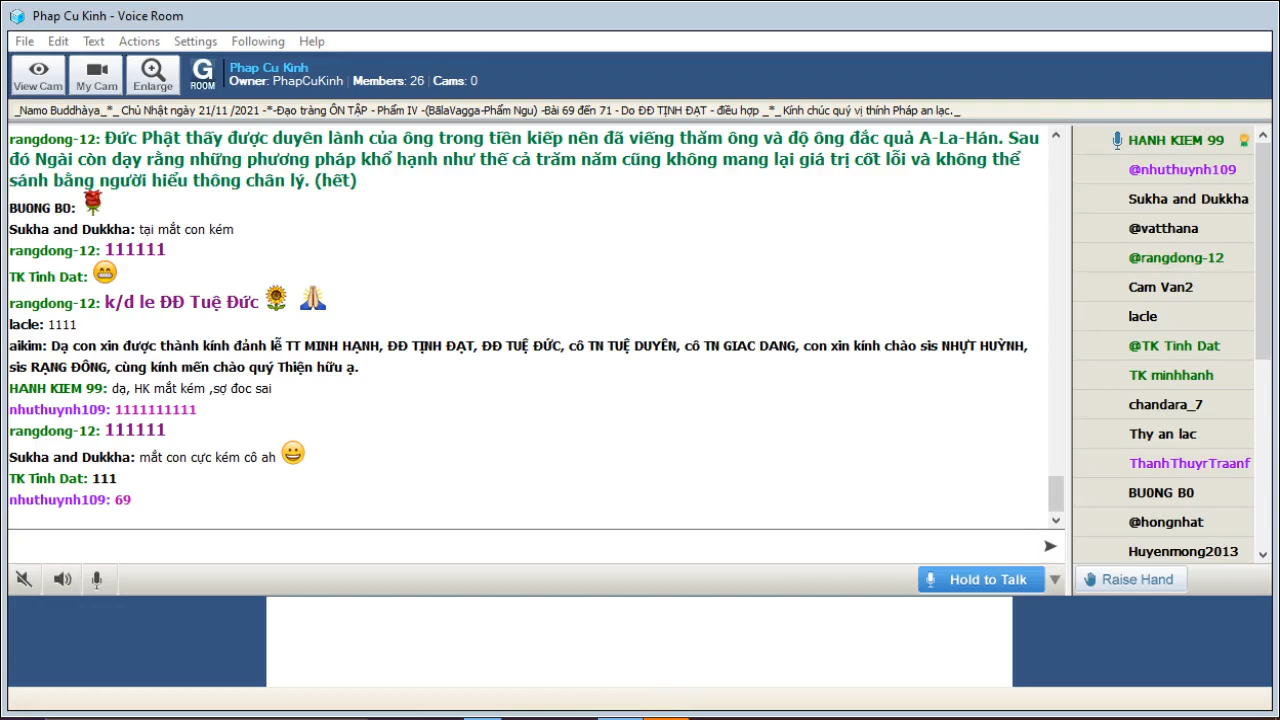 Phap Cu Kinh - Voice Room
File Edit Text Actions Settings Following Help
View Cam My Cam Enlarge G ROOM
Phap Cu Kinh
Owner: PhapCuKinh | Members: 26 | Cams: 0
_Namo Buddhàya_*_ Chủ Nhật ngày 21/11 /2021 -*-Đạo tràng ÔN TẬP - Phẩm IV -(BālaVagga-Phẩm Ngu) -Bài 69 đến 71 - Do ĐĐ TỊNH ĐẠT - điều hợp _*_ Kính chúc quý vị thính Pháp an lạc._
rangdong-12: Đức Phật thấy được duyên lành của ông trong tiền kiếp nên đã viếng thăm ông và độ ông đắc quả A-La-Hán. Sau
đó Ngài còn dạy rằng những phương pháp khổ hạnh như thế cả trăm năm cũng không mang lại giá trị cốt lỗi và không thể
sánh bằng người hiểu thông chân lý. (hết)
BU0NG B0:
Sukha and Dukkha: tại mắt con kém
rangdong-12: 111111
TK Tinh Dat:
rangdong-12: k/d le ĐĐ Tuệ Đức
lacle: 1111
aikim: Dạ con xin được thành kính đảnh lễ TT MINH HẠNH, ĐĐ TỊNH ĐẠT, ĐĐ TUỆ ĐỨC, cô TN TUỆ DUYÊN, cô TN GIAC DANG, con xin kính chào sis NHỰT HUỲNH,
sis RẠNG ĐÔNG, cùng kính mến chào quý Thiện hữu ạ.
HANH KIEM 99: dạ, HK mắt kém ,sợ đoc sai
nhuthuynh109: 1111111111
rangdong-12: 111111
Sukha and Dukkha: mắt con cực kém cô ah
TK Tinh Dat: 111
nhuthuynh109: 69
HANH KIEM 99
@nhuthuynh109
Sukha and Dukkha
@vatthana
@rangdong-12
Cam Van2
lacle
@TK Tinh Dat
TK minhhanh
chandara_7
Thy an lac
ThanhThuyrTraanf
BU0NG B0
@hongnhat
Huyenmong2013
Hold to Talk
Raise Hand